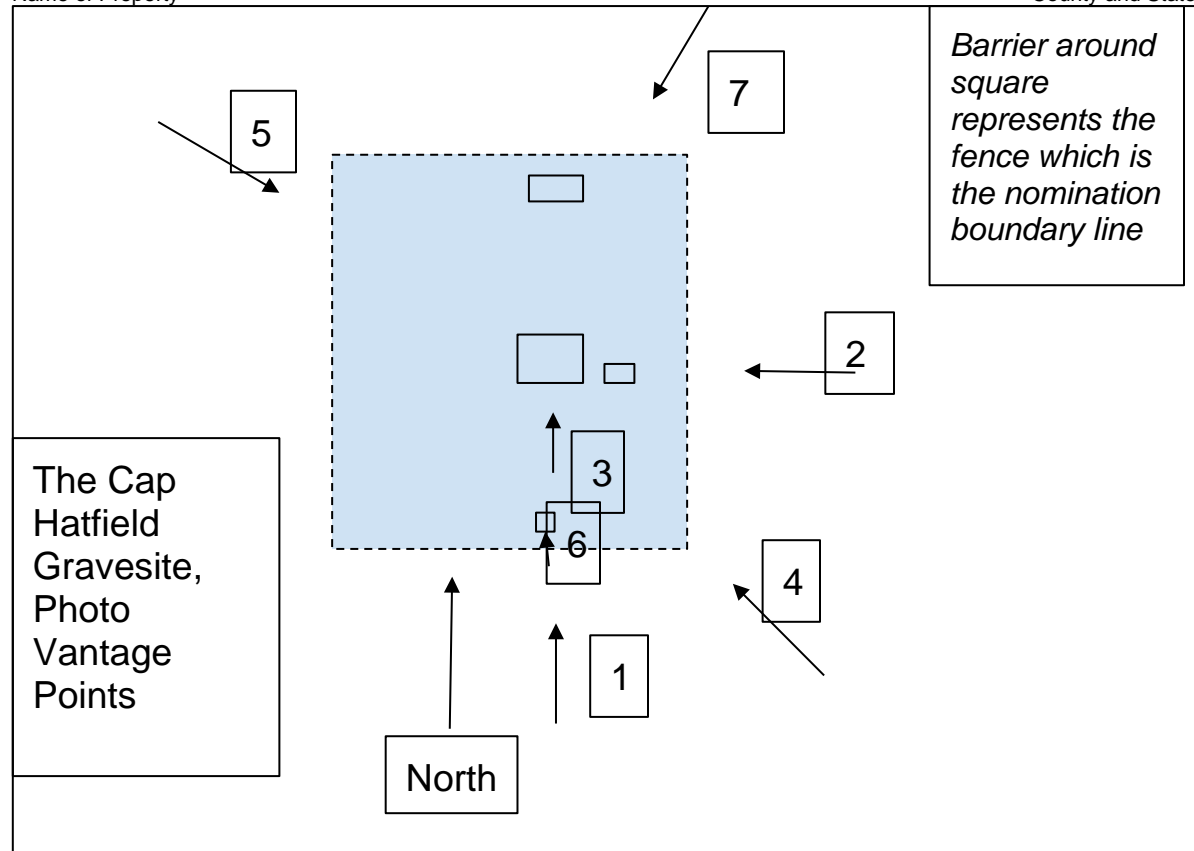 Name of Property
County and State
Barrier around
square
represents the
fence which is
the nomination
boundary line
7
5
2
The Cap
Hatfield
Gravesite,
Photo
Vantage
Points
3
6
4
1
North